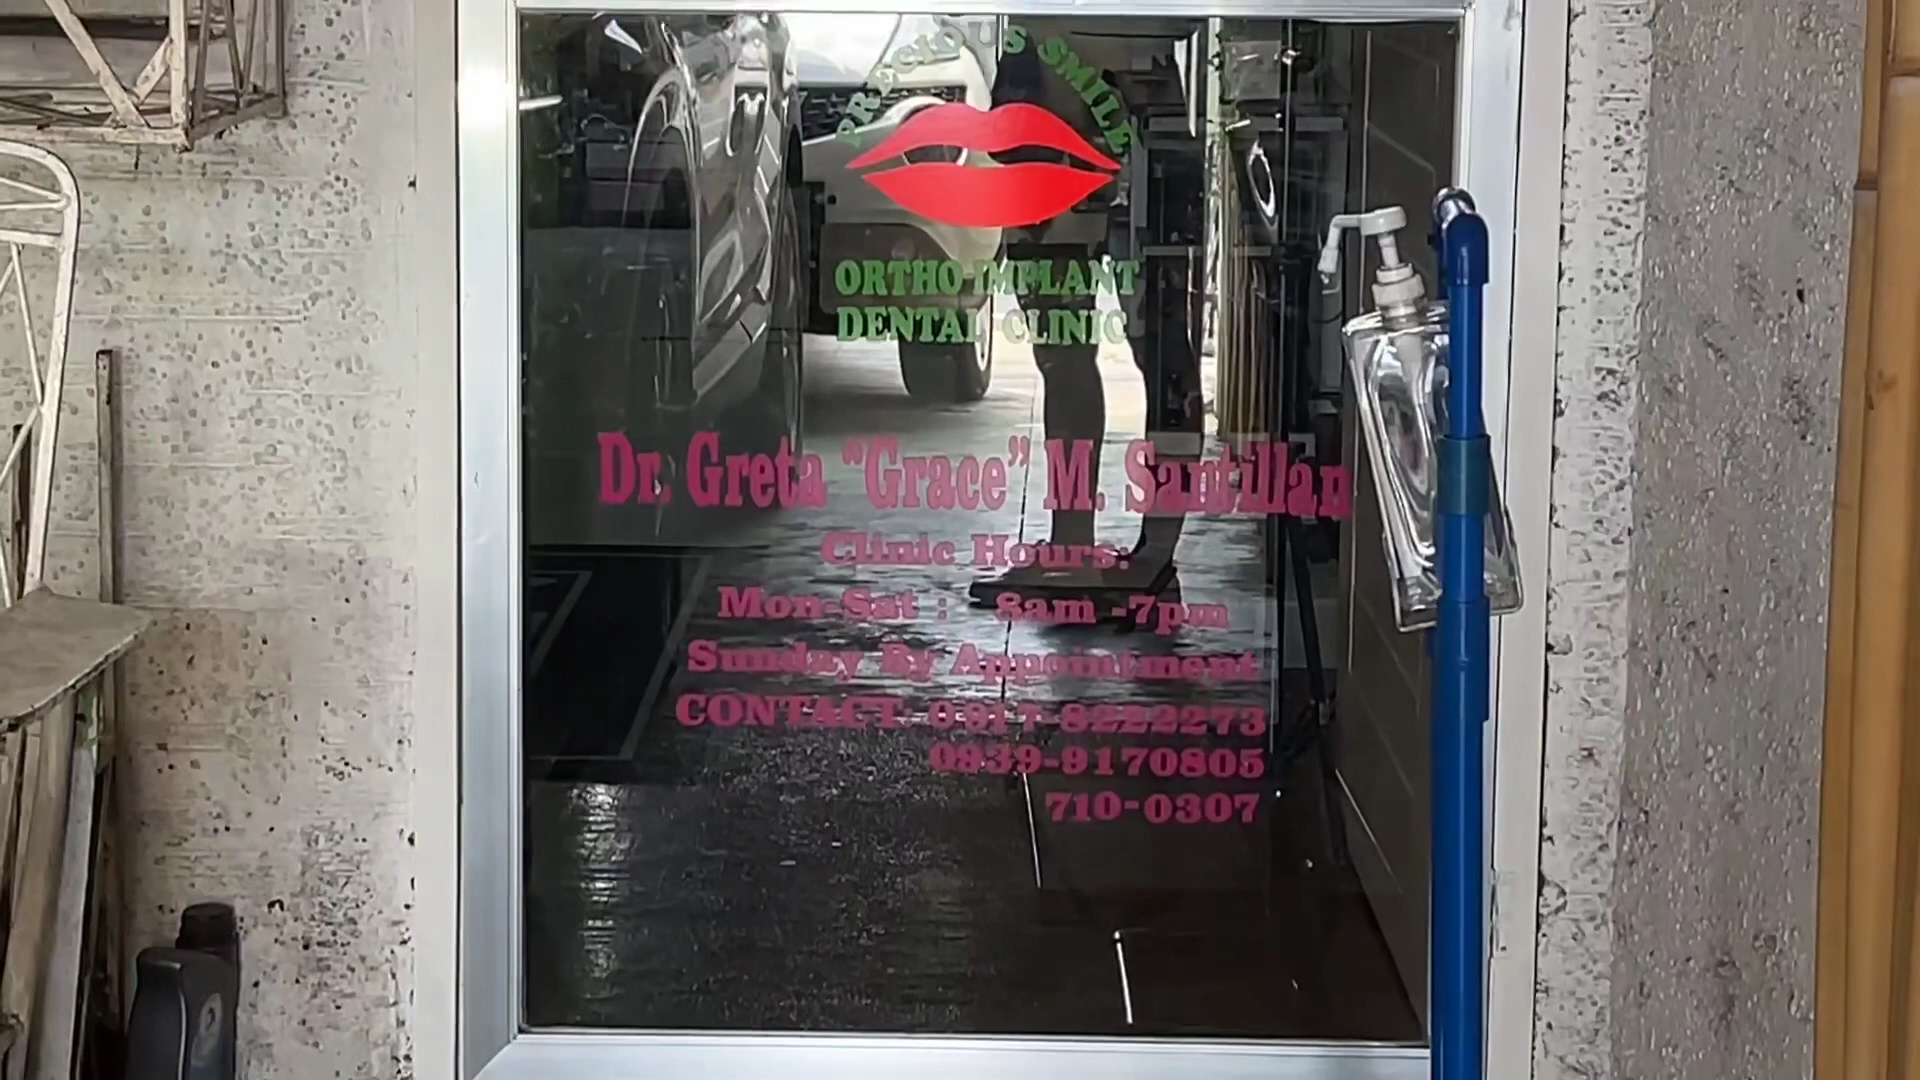 PRECIOUS SMILE
ORTHO-IMPLANT
DENTAL CLINIC
Dr. Greta “Grace” M. Santillan
Clinic Hours:
Mon-Sat : 8am -7pm
Sunday By Appointment
CONTACT: 0917-8222273
0939-9170805
710-0307